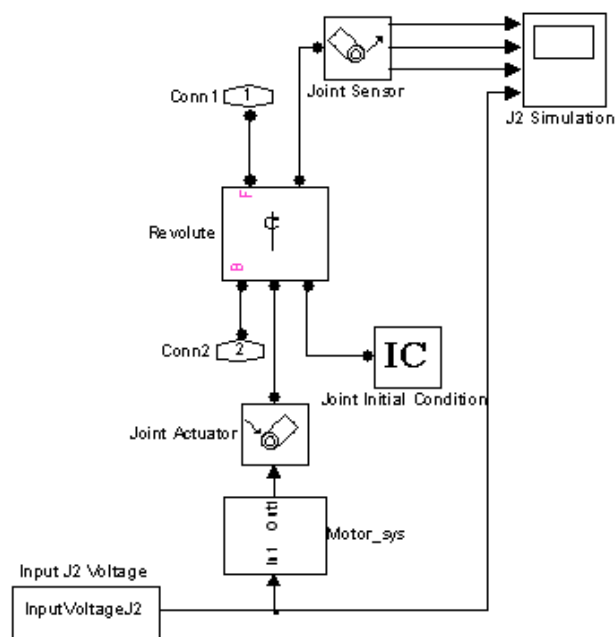 Conn1
1
Joint Sensor
J2 Simulation
F
Revolute
B
Conn2
2
IC
Joint Initial Condition
Joint Actuator
Out1
In1
Motor_sys
Input J2 Voltage
InputVoltageJ2